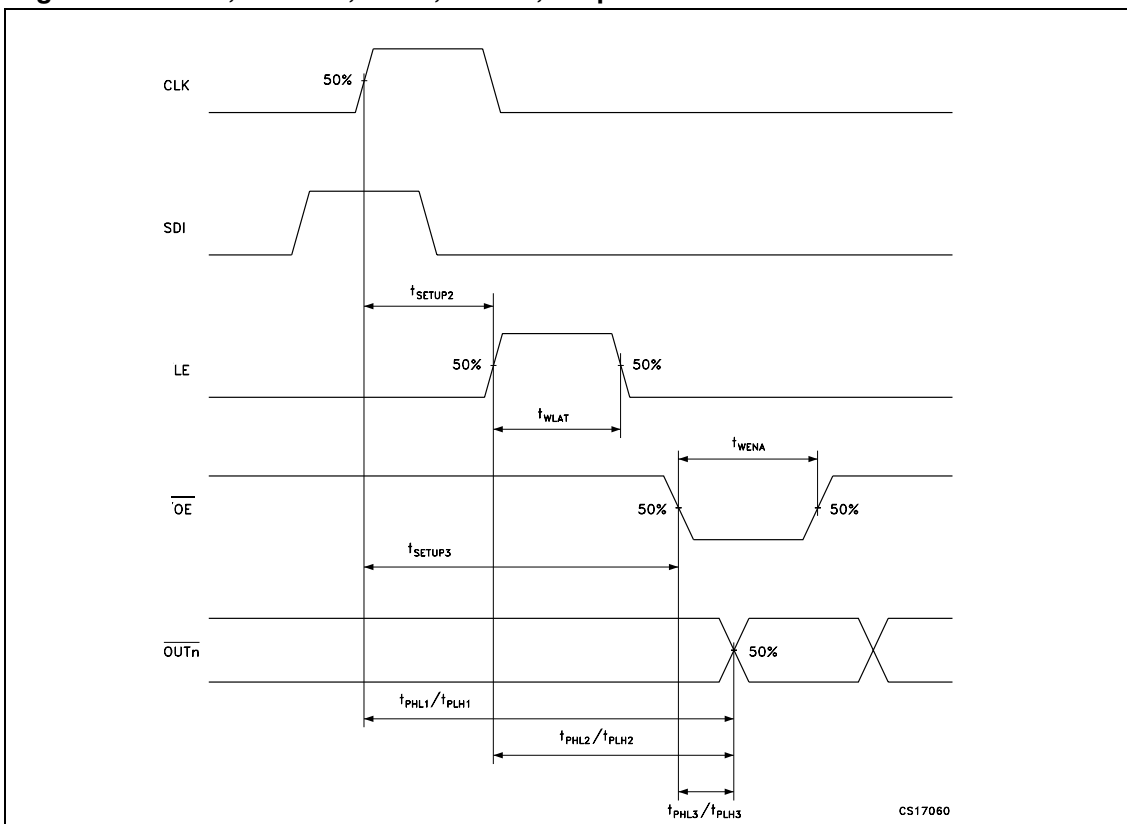 50%
CLK
SDI
tSETUP2
50%
50%
LE
tWLAT
tWENA
50%
50%
OE
tSETUP3
50%
OUTn
tPHL1/tPLH1
tPHL2/tPLH2
tPHL3/tPLH3
CS17060